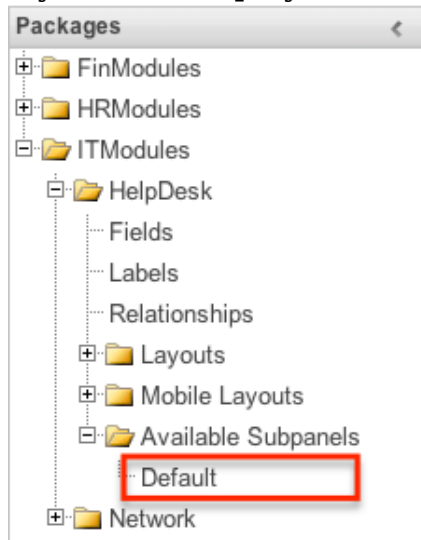 Packages
FinModules
HRModules
ITModules
HelpDesk
Fields
Labels
Relationships
Layouts
Mobile Layouts
Available Subpanels
Default
Network